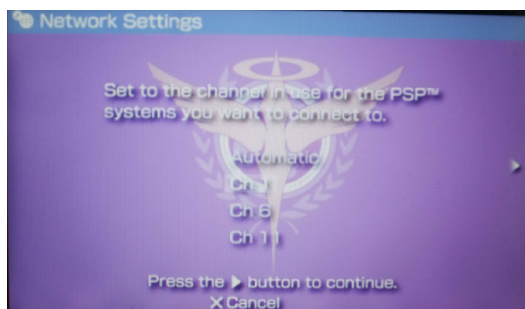 Network Settings
Set to the channel in use for the PSP™
systems you want to connect to.
Automatic
Ch 1
Ch 6
Ch 11
Press the ▶ button to continue.
✕ Cancel